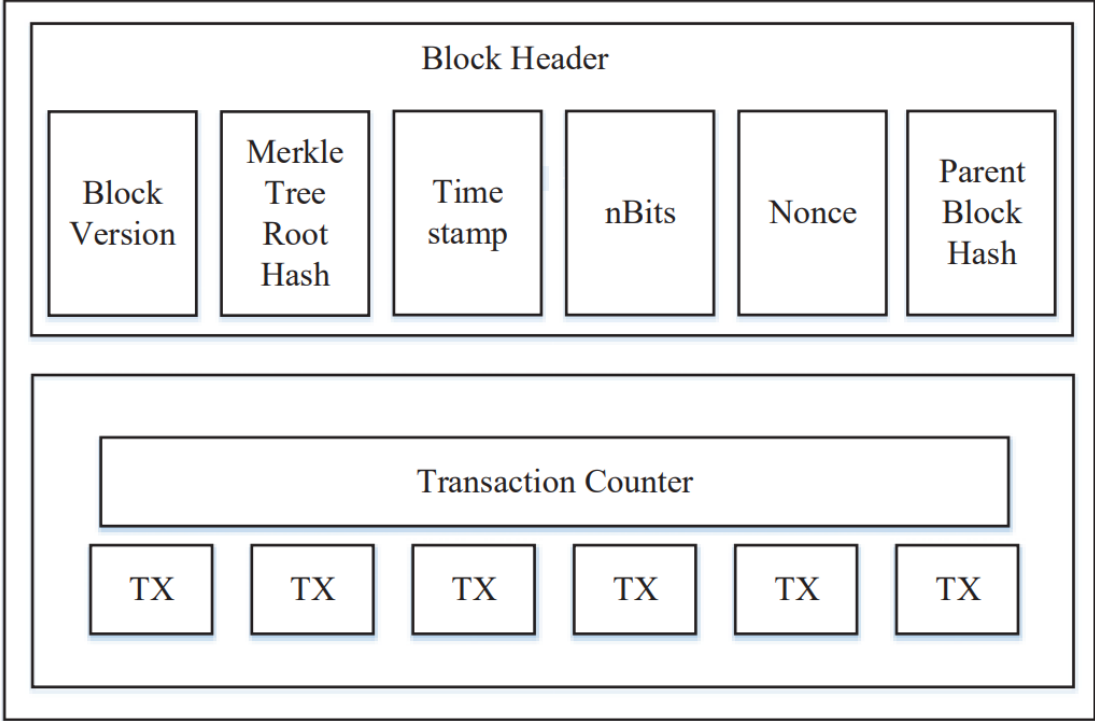 Block Header
Block
Version
Merkle
Tree
Root
Hash
Time
stamp
nBits
Nonce
Parent
Block
Hash
Transaction Counter
TX
TX
TX
TX
TX
TX